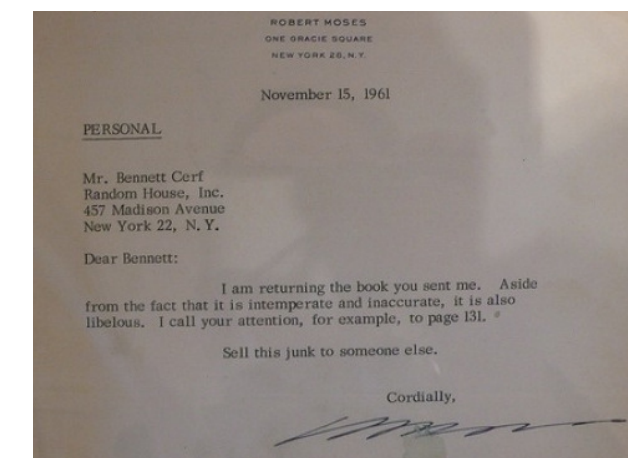 ROBERT MOSES
ONE GRACIE SQUARE
NEW YORK 28, N.Y.
November 15, 1961
PERSONAL
Mr. Bennett Cerf
Random House, Inc.
457 Madison Avenue
New York 22, N. Y.
Dear Bennett:
I am returning the book you sent me. Aside
from the fact that it is intemperate and inaccurate, it is also
libelous. I call your attention, for example, to page 131.
Sell this junk to someone else.
Cordially,